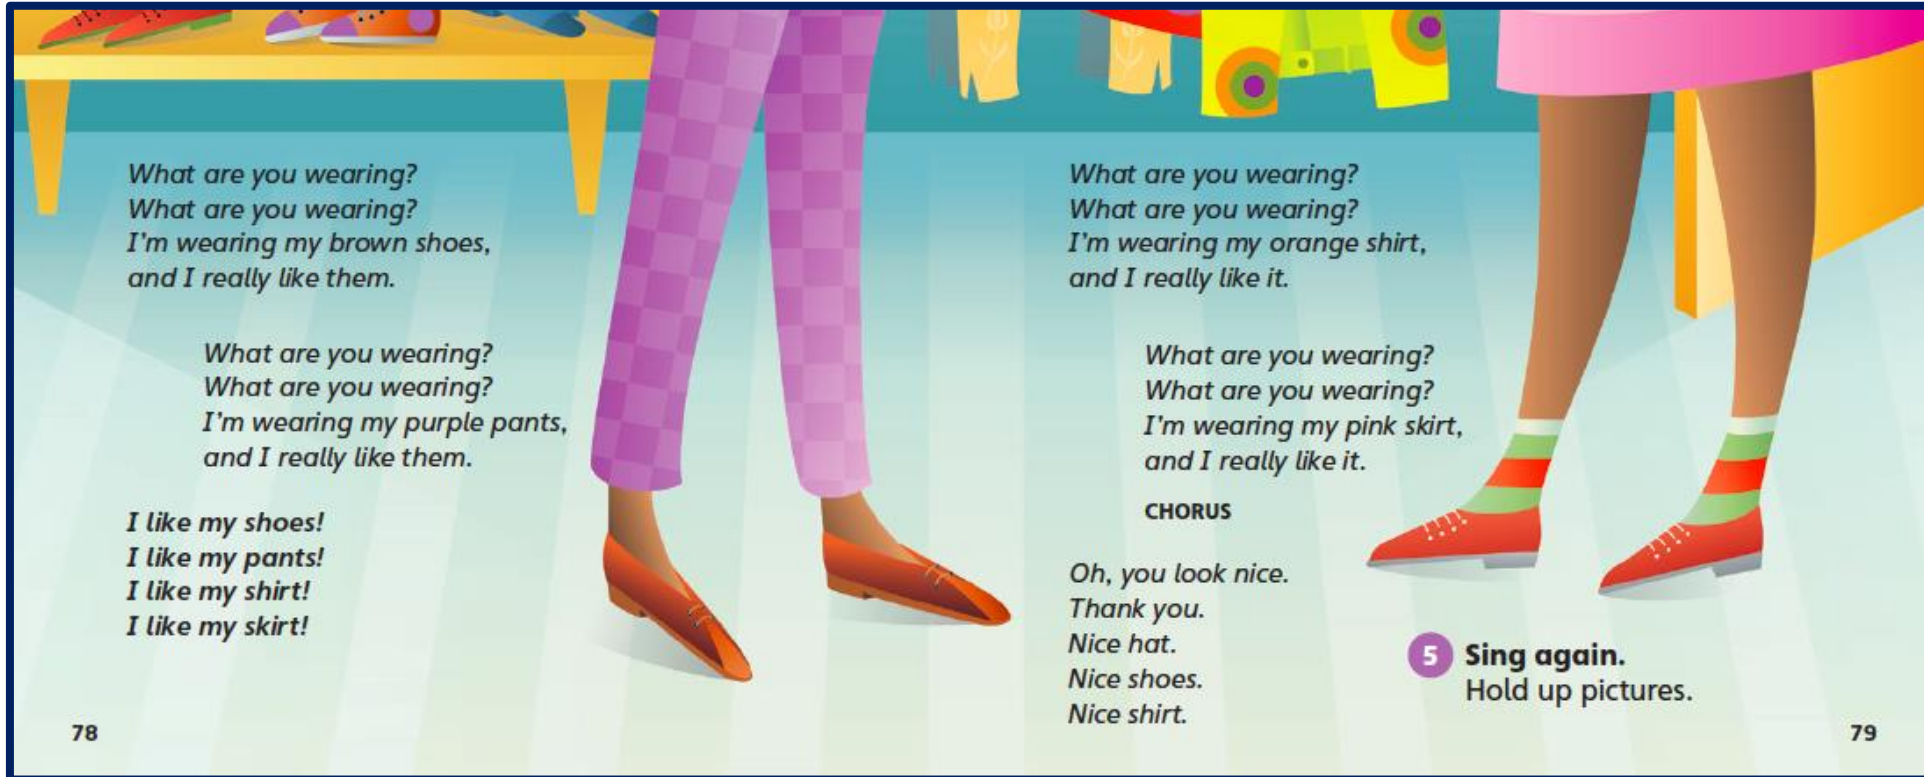 What are you wearing?
What are you wearing?
I'm wearing my brown shoes,
and I really like them.
What are you wearing?
What are you wearing?
I'm wearing my purple pants,
and I really like them.
I like my shoes!
I like my pants!
I like my shirt!
I like my skirt!
78
What are you wearing?
What are you wearing?
I'm wearing my orange shirt,
and I really like it.
What are you wearing?
What are you wearing?
I'm wearing my pink skirt,
and I really like it.
CHORUS
Oh, you look nice.
Thank you.
Nice hat.
Nice shoes.
Nice shirt.
5 Sing again.
Hold up pictures.
79